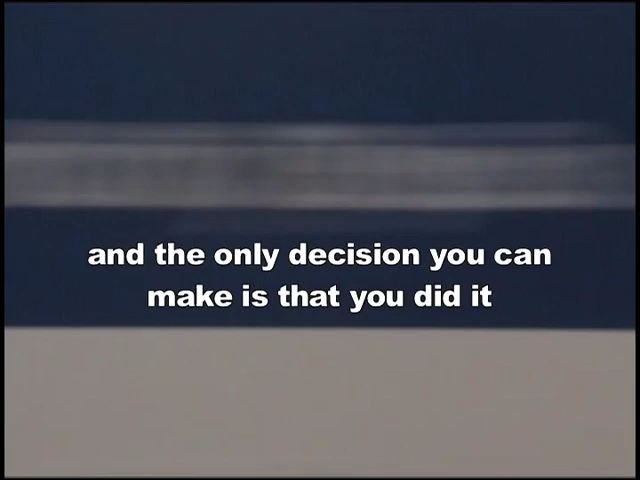 and the only decision you can
make is that you did it